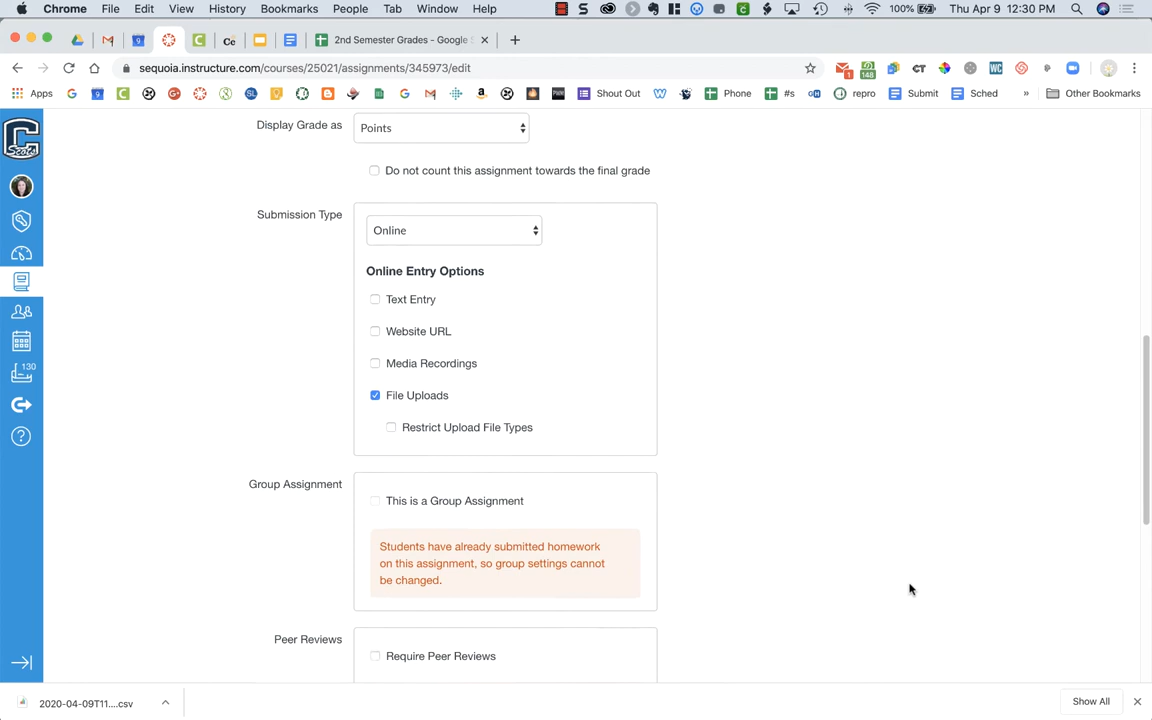 Chrome File Edit View History Bookmarks People Tab Window Help 100% Thu Apr 9 12:30 PM
2nd Semester Grades - Google S
sequoia.instructure.com/courses/25021/assignments/345973/edit
Apps Shout Out Phone #s repro Submit Sched » Other Bookmarks
Display Grade as
Points
Do not count this assignment towards the final grade
Submission Type
Online
Online Entry Options
Text Entry
Website URL
Media Recordings
File Uploads
Restrict Upload File Types
Group Assignment
This is a Group Assignment
Students have already submitted homework
on this assignment, so group settings cannot
be changed.
Peer Reviews
Require Peer Reviews
130
2020-04-09T11....csv
Show All